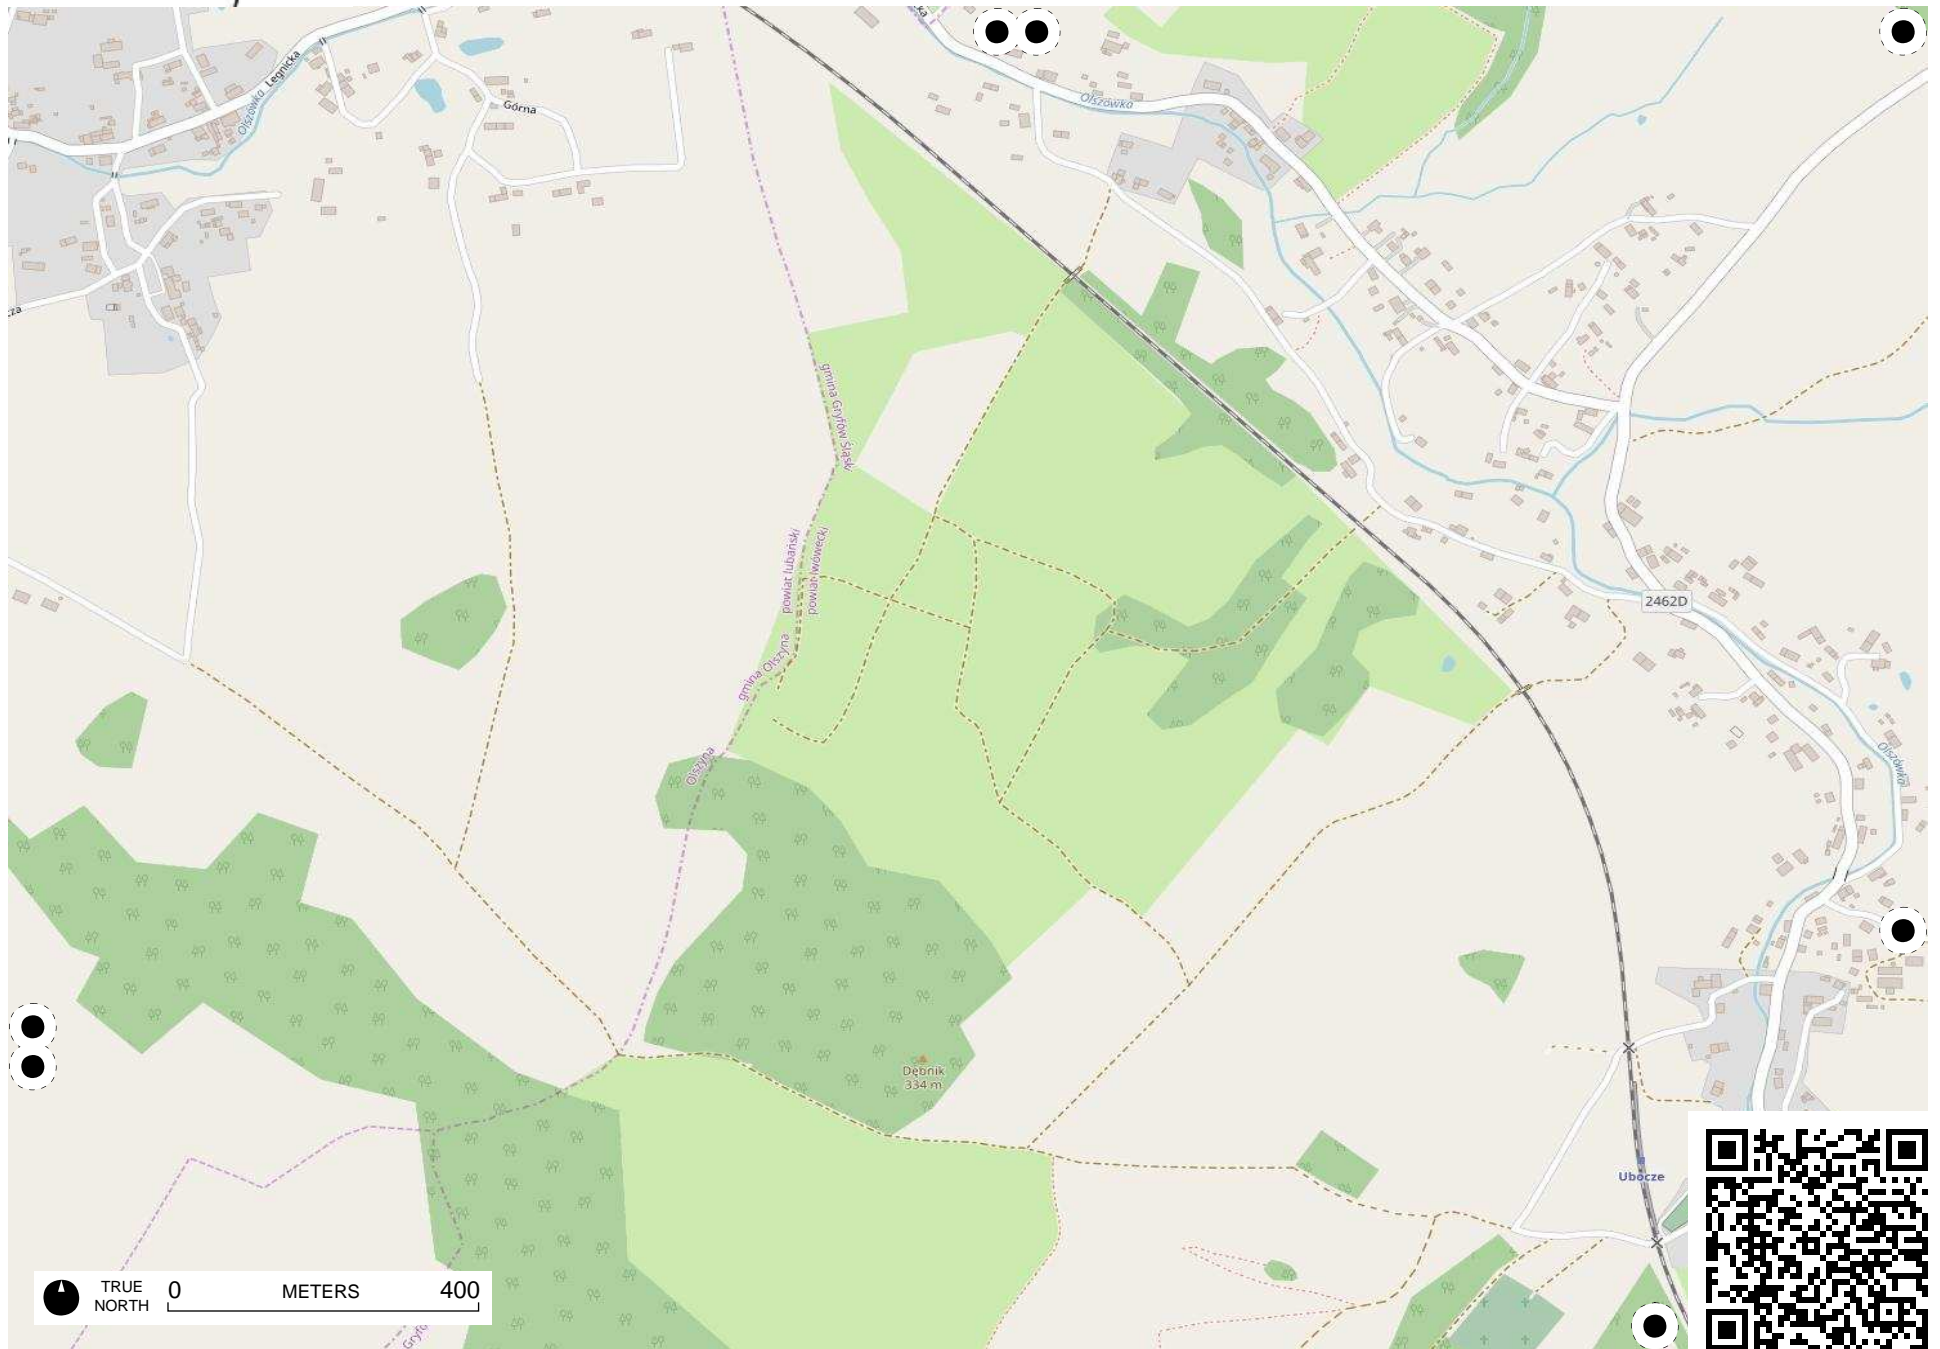 Legnicka
Olszówka
Górna
Olszówka
gmina Gryfów Śląsk
powiat lubański
powiat lwówecki
gmina Olszyna
Olszyna
2462D
Olszówka
Dębnik
334 m
Ubocze
TRUE
NORTH
0
METERS
400